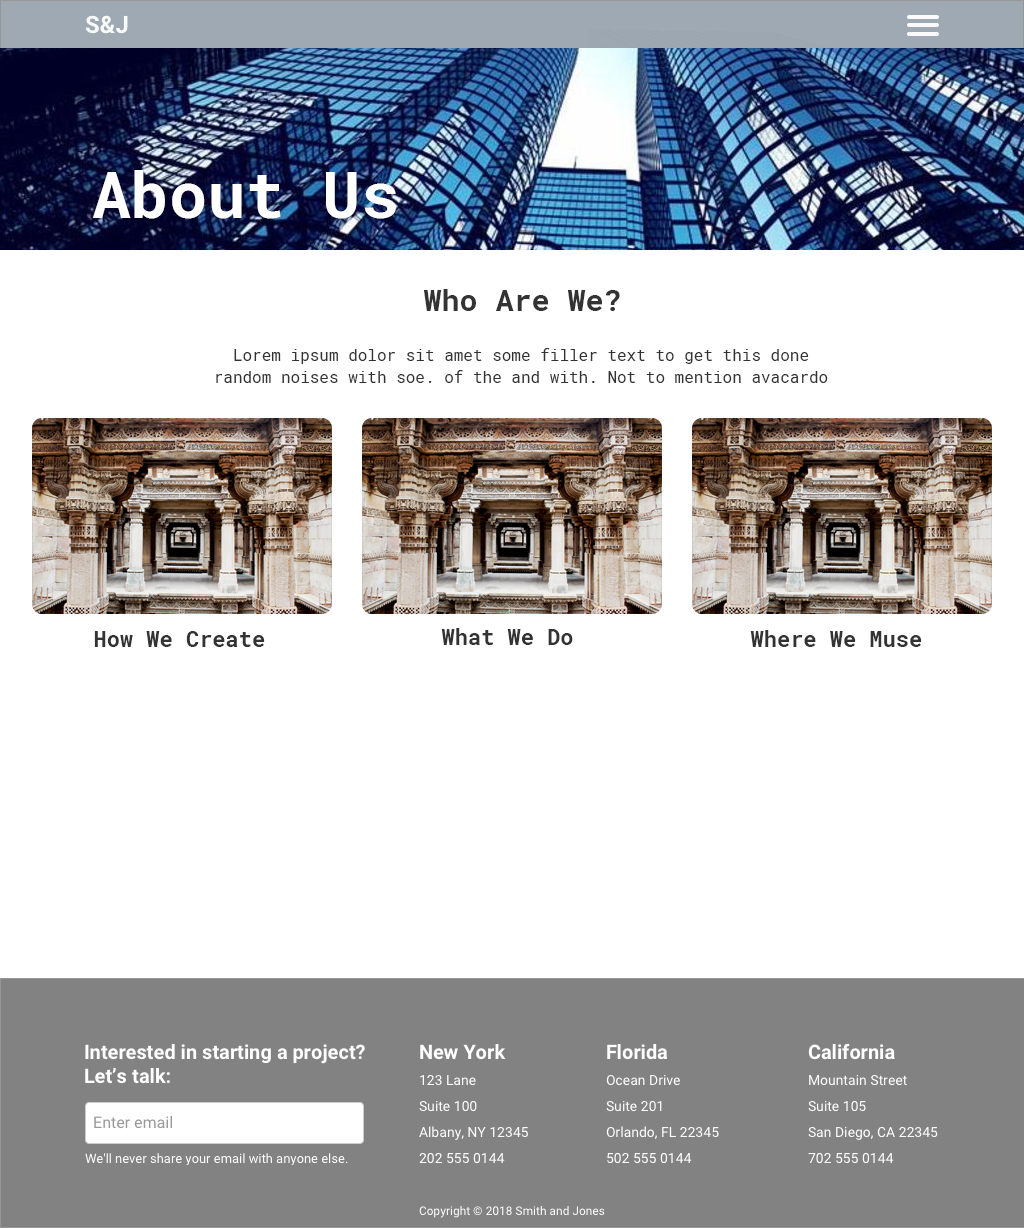 S&J
About Us
Who Are We?
Lorem ipsum dolor sit amet some filler text to get this done
random noises with soe. of the and with. Not to mention avacardo
How We Create
What We Do
Where We Muse
Interested in starting a project?
Let's talk:
Enter email
We'll never share your email with anyone else.
New York
123 Lane
Suite 100
Albany, NY 12345
202 555 0144
Florida
Ocean Drive
Suite 201
Orlando, FL 22345
502 555 0144
California
Mountain Street
Suite 105
San Diego, CA 22345
702 555 0144
Copyright © 2018 Smith and Jones